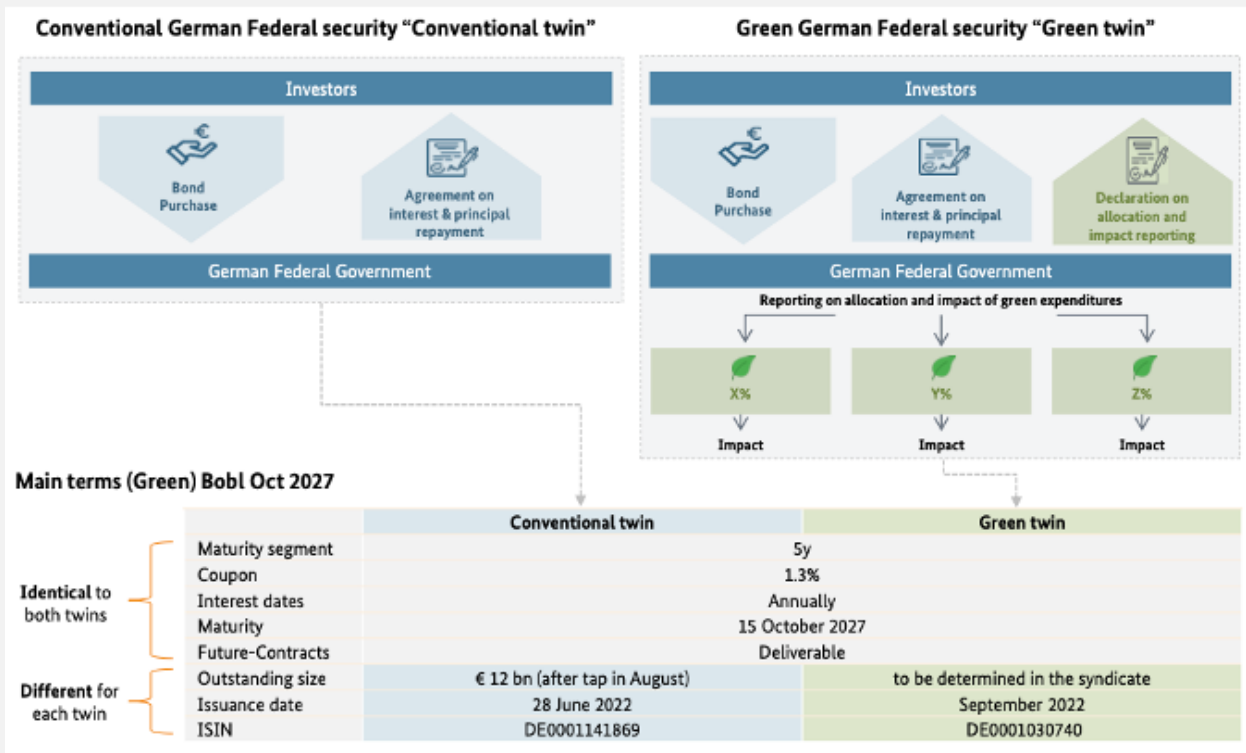 Conventional German Federal security “Conventional twin”
Investors
€
Bond
Purchase
Agreement on
interest & principal
repayment
German Federal Government
Green German Federal security “Green twin”
Investors
€
Bond
Purchase
Agreement on
interest & principal
repayment
Declaration on
allocation and
impact reporting
German Federal Government
Reporting on allocation and impact of green expenditures
X%
Y%
Z%
Impact
Impact
Impact
Main terms (Green) Bobl Oct 2027
Conventional twin Green twin
Identical to
both twins
Maturity segment 5y
Coupon 1.3%
Interest dates Annually
Maturity 15 October 2027
Future-Contracts Deliverable
Different for
each twin
Outstanding size € 12 bn (after tap in August) to be determined in the syndicate
Issuance date 28 June 2022 September 2022
ISIN DE0001141869 DE0001030740